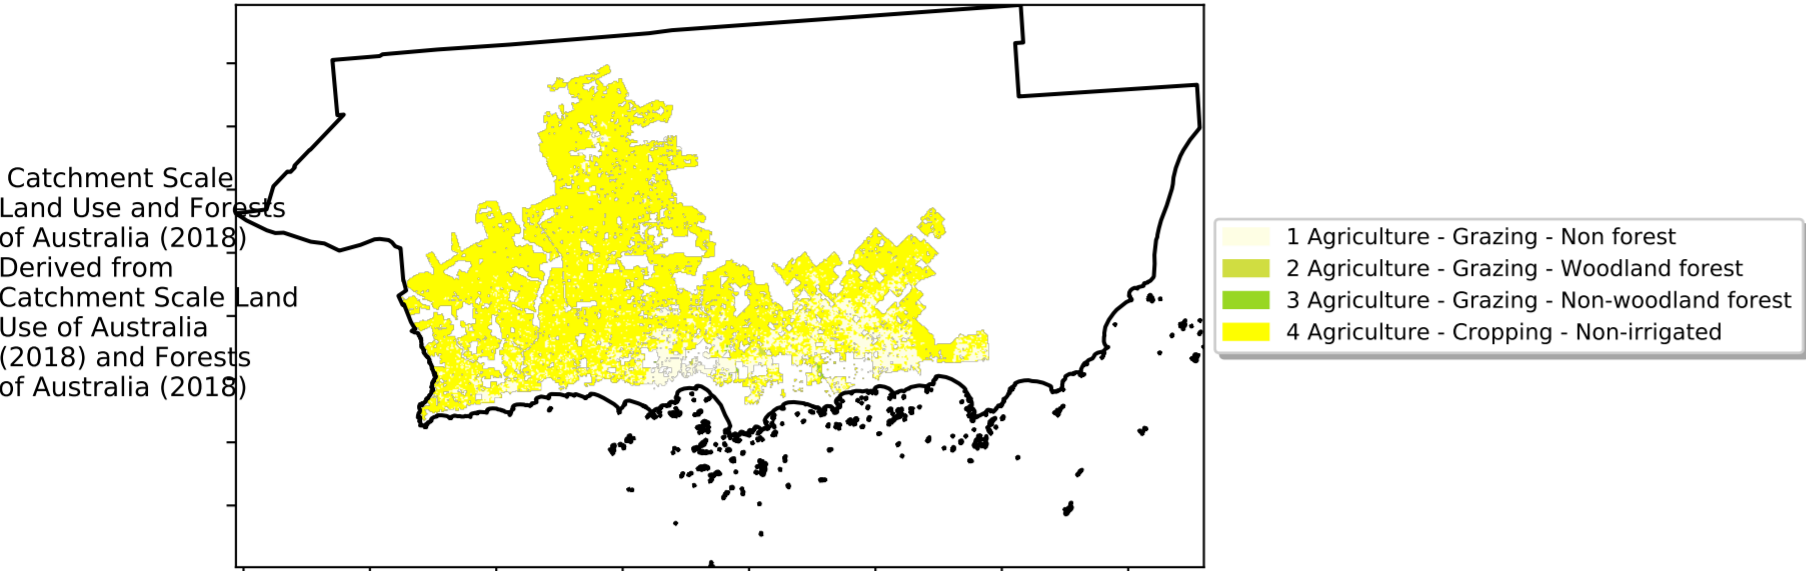 Catchment Scale
Land Use and Forests
of Australia (2018)
Derived from
Catchment Scale Land
Use of Australia
(2018) and Forests
of Australia (2018)
1 Agriculture - Grazing - Non forest
2 Agriculture - Grazing - Woodland forest
3 Agriculture - Grazing - Non-woodland forest
4 Agriculture - Cropping - Non-irrigated